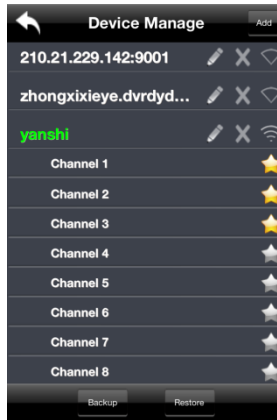 Device Manage
Add
210.21.229.142:9001
zhongxixieye.dvrdyd...
yanshi
Channel 1
Channel 2
Channel 3
Channel 4
Channel 5
Channel 6
Channel 7
Channel 8
Backup Restore